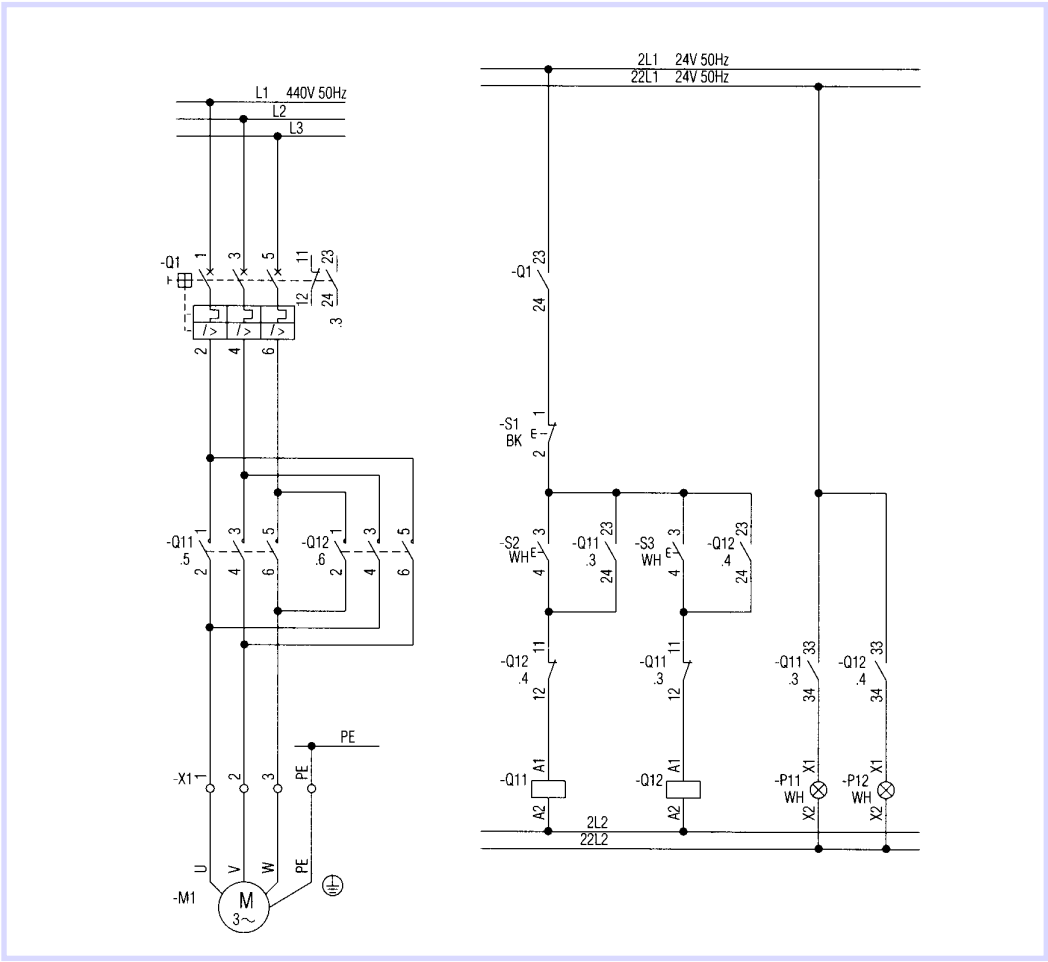 L1 440V 50Hz
L2
L3
-Q1
1
3
5
11
23
12
24
.3
I >
I >
I >
2
4
6
-Q11
.5
1
3
5
2
4
6
-Q12
.6
1
3
5
2
4
6
PE
-X1
1
2
3
PE
U
V
W
PE
-M1
M
3~
2L1 24V 50Hz
22L1 24V 50Hz
-Q1
23
24
-S1
BK
E
1
2
-S2
WH
E
3
4
-Q11
.3
23
24
-S3
WH
E
3
4
-Q12
.4
23
24
-Q12
.4
11
12
-Q11
.3
11
12
-Q11
.3
33
34
-Q12
.4
33
34
-Q11
A1
A2
-Q12
A1
A2
-P11
WH
X1
X2
-P12
WH
X1
X2
2L2
22L2